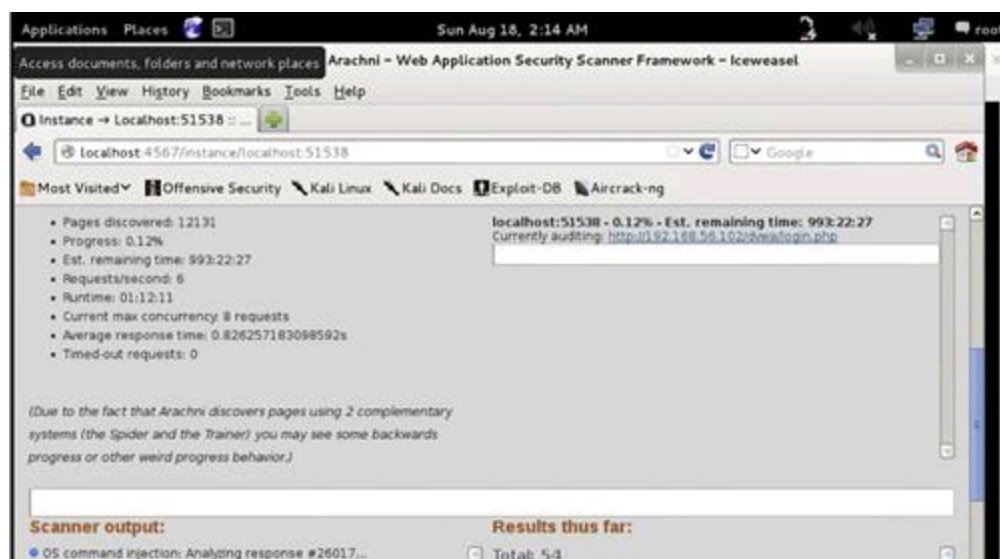 Applications Places Sun Aug 18, 2:14 AM root
Access documents, folders and network places Arachni - Web Application Security Scanner Framework - Iceweasel
File Edit View History Bookmarks Tools Help
Instance → Localhost:51538 :: ...
localhost:4567/instance/localhost:51538 Google
Most Visited Offensive Security Kali Linux Kali Docs Exploit-DB Aircrack-ng
Pages discovered: 12131
Progress: 0.12%
Est. remaining time: 993:22:27
Requests/second: 6
Runtime: 01:12:11
Current max concurrency: 8 requests
Average response time: 0.826257183098592s
Timed-out requests: 0
localhost:51538 - 0.12% - Est. remaining time: 993:22:27
Currently auditing: http://192.168.56.102/dvwa/login.php
(Due to the fact that Arachni discovers pages using 2 complementary
systems (the Spider and the Trainer) you may see some backwards
progress or other weird progress behavior.)
Scanner output:
OS command injection: Analyzing response #26017...
Results thus far:
Total: 54